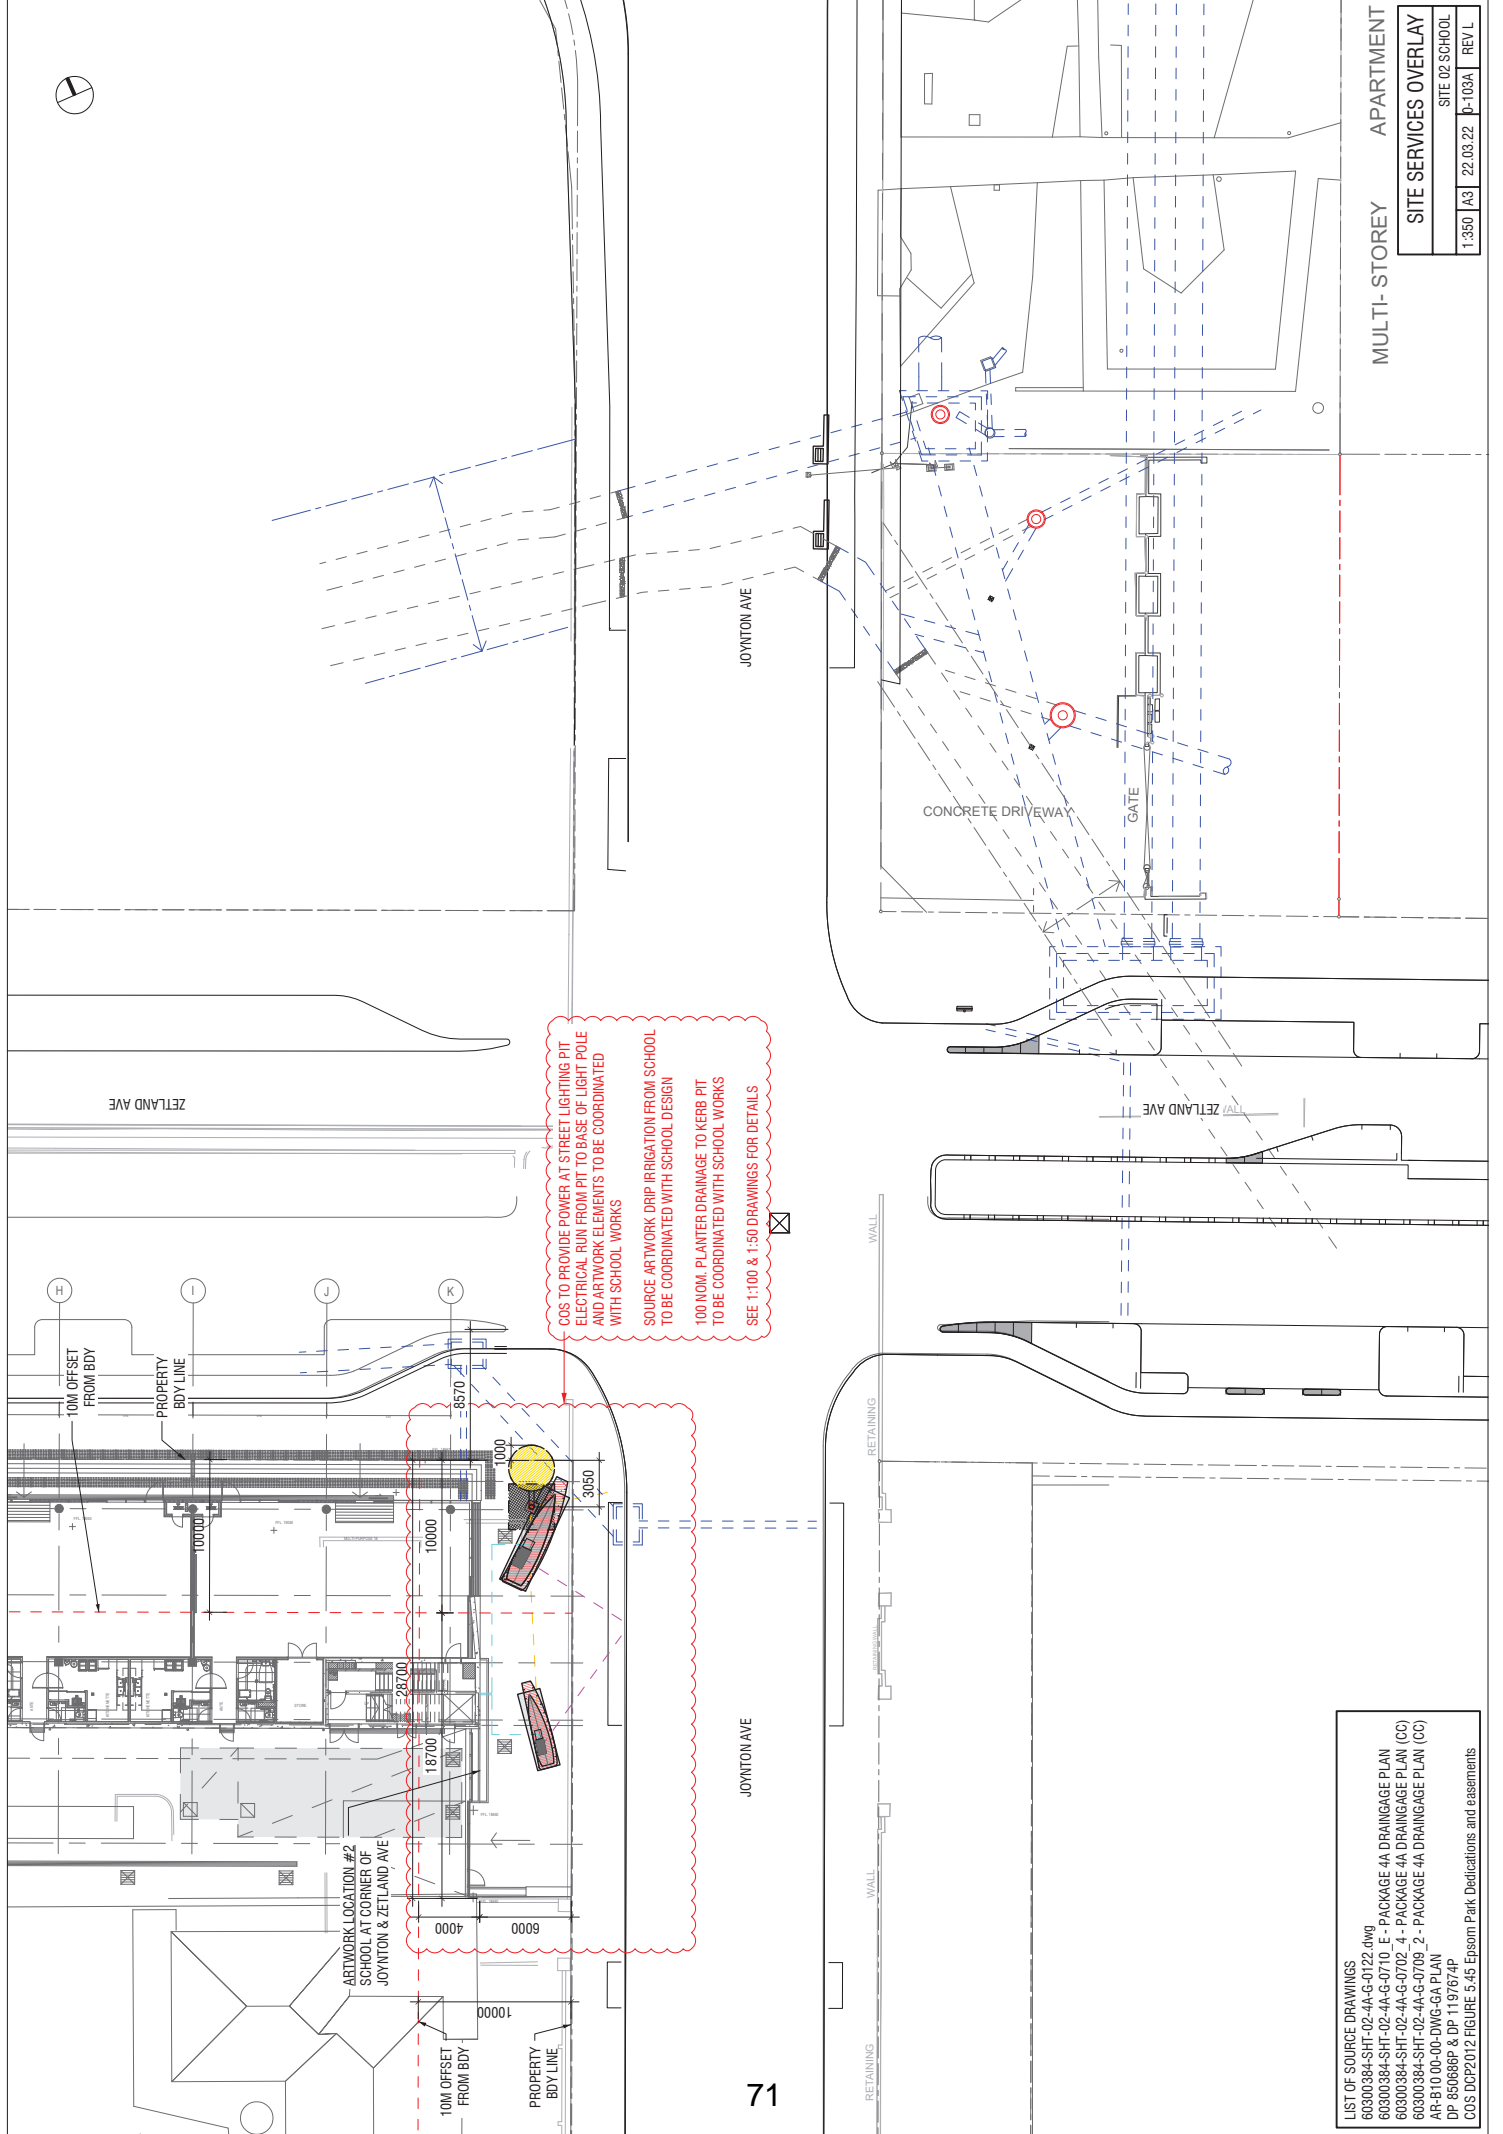 SITE SERVICES OVERLAY
SITE 02 SCHOOL
1:350 A3 22.03.22 0-103A REV L
MULTI- STOREY APARTMENT
JOYNTON AVE
CONCRETE DRIVEWAY
GATE
ZETLAND AVE
ZETLAND AVE
WALL
COS TO PROVIDE POWER AT STREET LIGHTING PIT
ELECTRICAL RUN FROM PIT TO BASE OF LIGHT POLE
AND ARTWORK ELEMENTS TO BE COORDINATED
WITH SCHOOL WORKS
SOURCE ARTWORK DRIP IRRIGATION FROM SCHOOL
TO BE COORDINATED WITH SCHOOL DESIGN
100 NOM. PLANTER DRAINAGE TO KERB PIT
TO BE COORDINATED WITH SCHOOL WORKS
SEE 1:100 & 1:50 DRAWINGS FOR DETAILS
H
I
J
K
10M OFFSET
FROM BDY
PROPERTY
BDY LINE
8570
1000
3050
10000
10000
28700
18700
4000
6000
10000
STORE
ARTWORK LOCATION #2
SCHOOL AT CORNER OF
JOYNTON & ZETLAND AVE
10M OFFSET
FROM BDY
PROPERTY
BDY LINE
JOYNTON AVE
WALL
RETAINING
RETAINING WALL
WALL
RETAINING
LIST OF SOURCE DRAWINGS
60300384-SHT-02-4A-G-0122.dwg
60300384-SHT-02-4A-G-0710_E - PACKAGE 4A DRAINGAGE PLAN
60300384-SHT-02-4A-G-0702_4 - PACKAGE 4A DRAINGAGE PLAN (CC)
60300384-SHT-02-4A-G-0709_2 - PACKAGE 4A DRAINGAGE PLAN (CC)
AR-B10 00-00-DWG-GA PLAN
DP 850686P & DP 1197674P
COS DCP2012 FIGURE 5.45 Epsom Park Dedications and easements
71